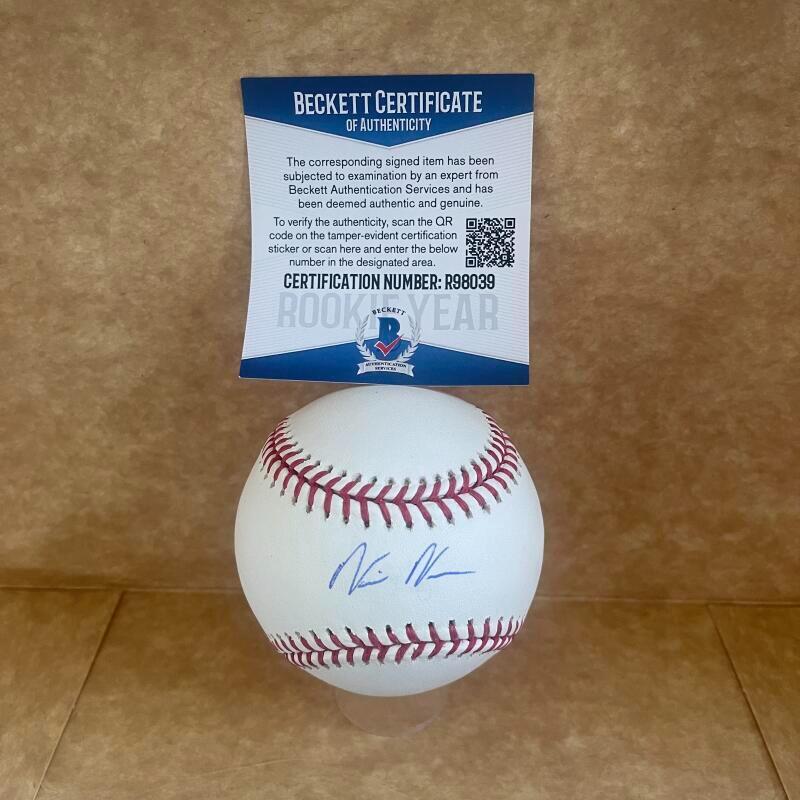 BECKETT CERTIFICATE
OF AUTHENTICITY
The corresponding signed item has been
subjected to examination by an expert from
Beckett Authentication Services and has
been deemed authentic and genuine.
To verify the authenticity, scan the QR
code on the tamper-evident certification
sticker or scan here and enter the below
number in the designated area.
CERTIFICATION NUMBER: R98039
ROOKIE YEAR
BECKETT
B
AUTHENTICATION
SERVICES